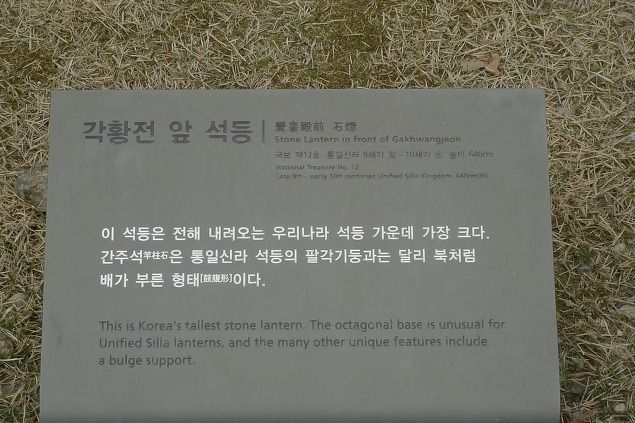 각황전 앞 석등 | 覺皇殿前 石燈
Stone Lantern in front of Gakhwangjeon
국보 제12호, 통일신라 9세기 말 - 10세기 초, 높이 640cm
National Treasure No. 12
Late 9th - early 10th centuries Unified Silla Kingdom, 640cm(H)
이 석등은 전해 내려오는 우리나라 석등 가운데 가장 크다.
간주석竿柱石은 통일신라 석등의 팔각기둥과는 달리 북처럼
배가 부른 형태[鼓腹形]이다.
This is Korea's tallest stone lantern. The octagonal base is unusual for
Unified Silla lanterns, and the many other unique features include
a bulge support.